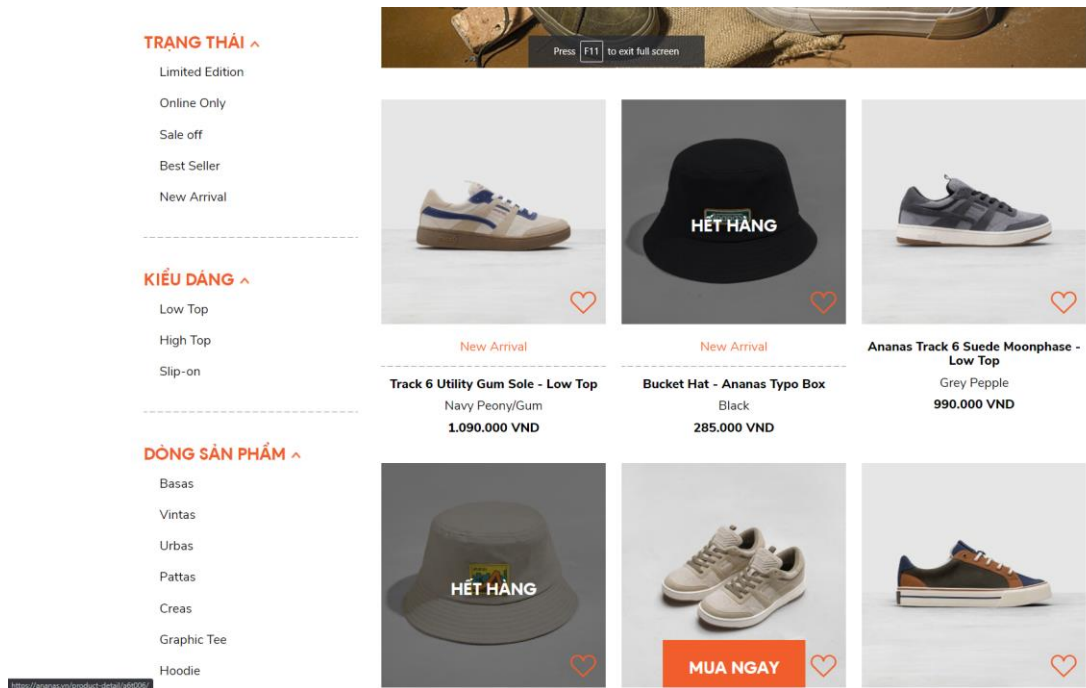 Press F11 to exit full screen
TRẠNG THÁI
Limited Edition
Online Only
Sale off
Best Seller
New Arrival
KIỂU DÁNG
Low Top
High Top
Slip-on
DÒNG SẢN PHẨM
Basas
Vintas
Urbas
Pattas
Creas
Graphic Tee
Hoodie
HẾT HÀNG
New Arrival
Track 6 Utility Gum Sole - Low Top
Navy Peony/Gum
1.090.000 VND
New Arrival
Bucket Hat - Ananas Typo Box
Black
285.000 VND
Ananas Track 6 Suede Moonphase -
Low Top
Grey Pepple
990.000 VND
HẾT HÀNG
MUA NGAY
https://ananas.vn/product-detail/a6t006/